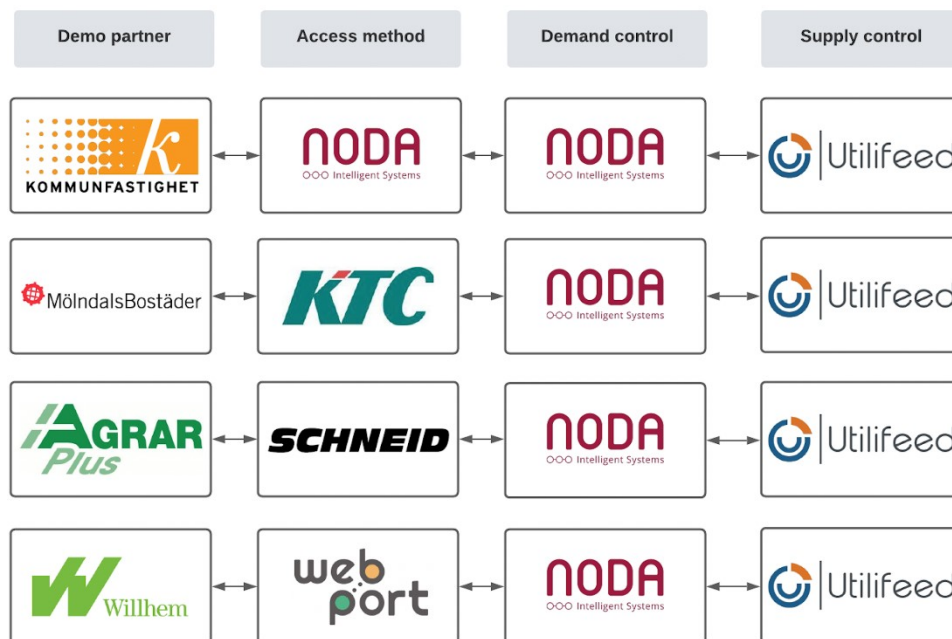 Demo partner Access method Demand control Supply control
k
KOMMUNFASTIGHET
NODA
Intelligent Systems
NODA
Intelligent Systems
Utilifeed
MölndalsBostäder
KTC
NODA
Intelligent Systems
Utilifeed
AGRAR
Plus
SCHNEID
NODA
Intelligent Systems
Utilifeed
W
Willhem
web
port
NODA
Intelligent Systems
Utilifeed